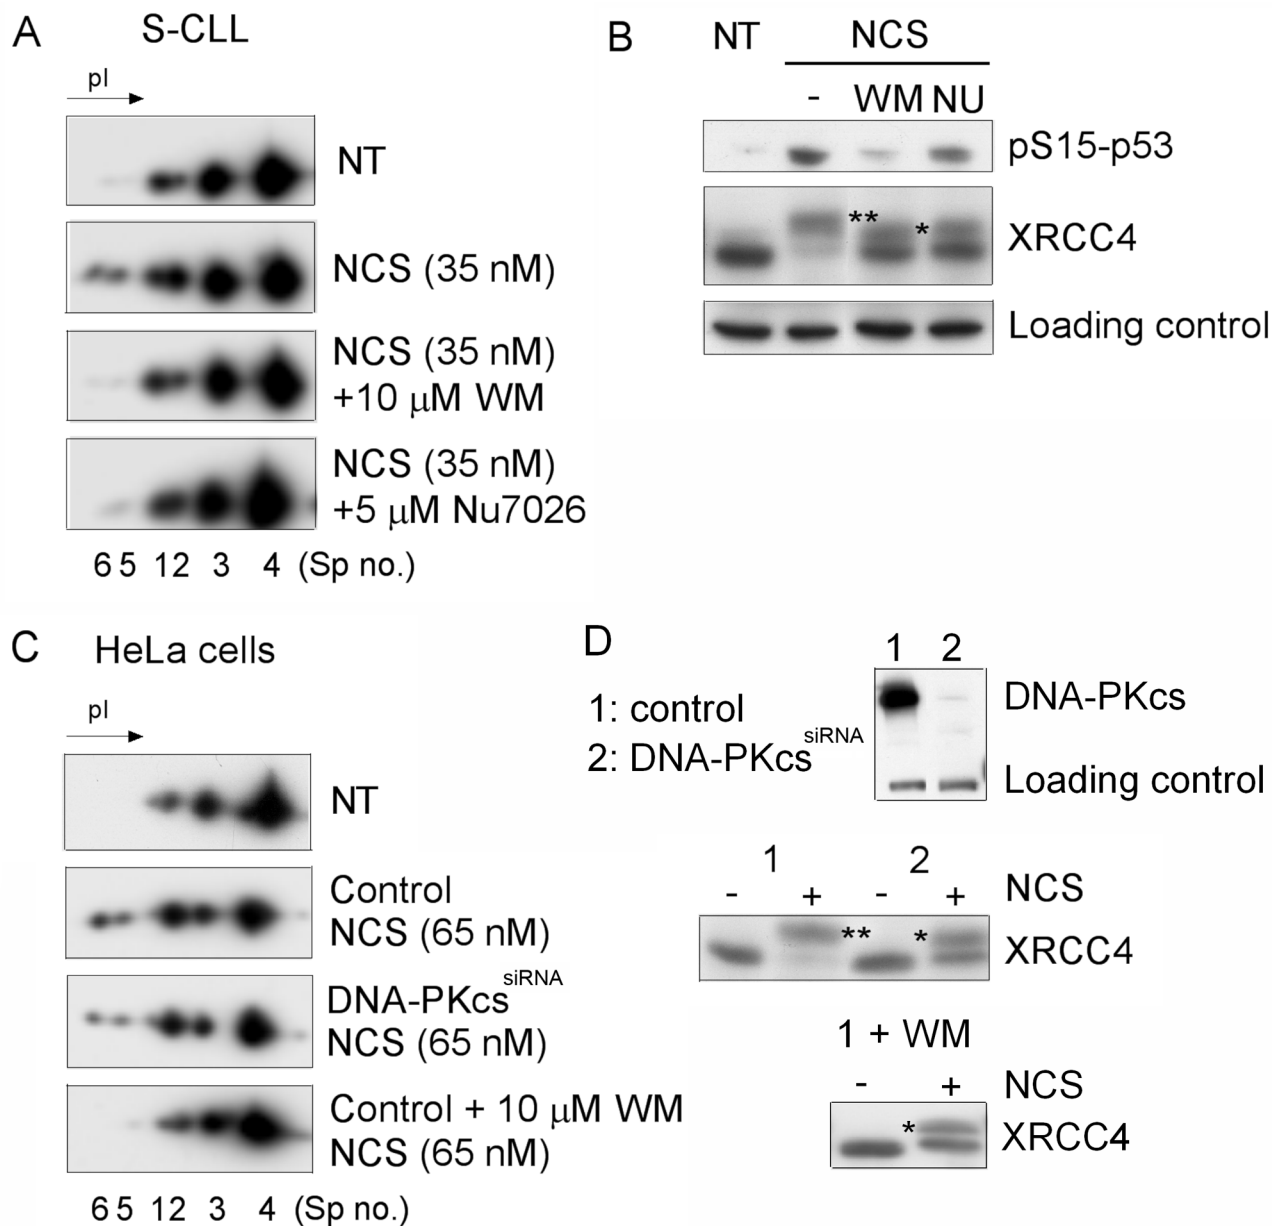 A
S-CLL
pI
NT
NCS (35 nM)
NCS (35 nM)
+10 μM WM
NCS (35 nM)
+5 μM Nu7026
6 5 1 2 3 4 (Sp no.)
B
NT NCS
- WM NU
pS15-p53
** *
XRCC4
Loading control
C
HeLa cells
pI
NT
Control
NCS (65 nM)
DNA-PKcs siRNA
NCS (65 nM)
Control + 10 μM WM
NCS (65 nM)
6 5 1 2 3 4 (Sp no.)
D
1: control
2: DNA-PKcs siRNA
1 2
DNA-PKcs
Loading control
1 2
- + - + NCS
** * XRCC4
1 + WM
- + NCS
* XRCC4